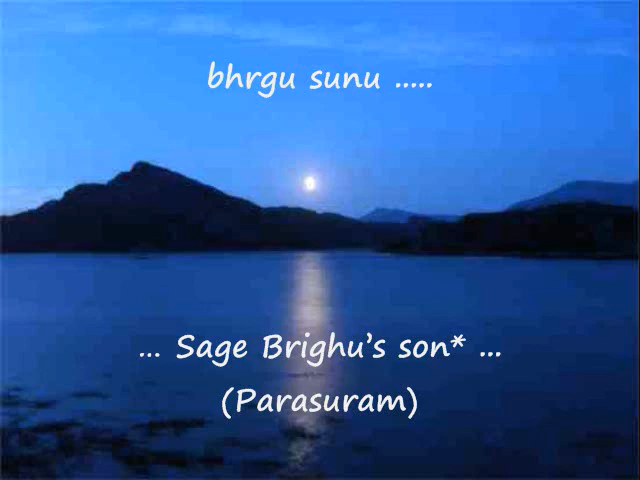 bhrgu sunu .....
... Sage Brighu's son* ...
(Parasuram)